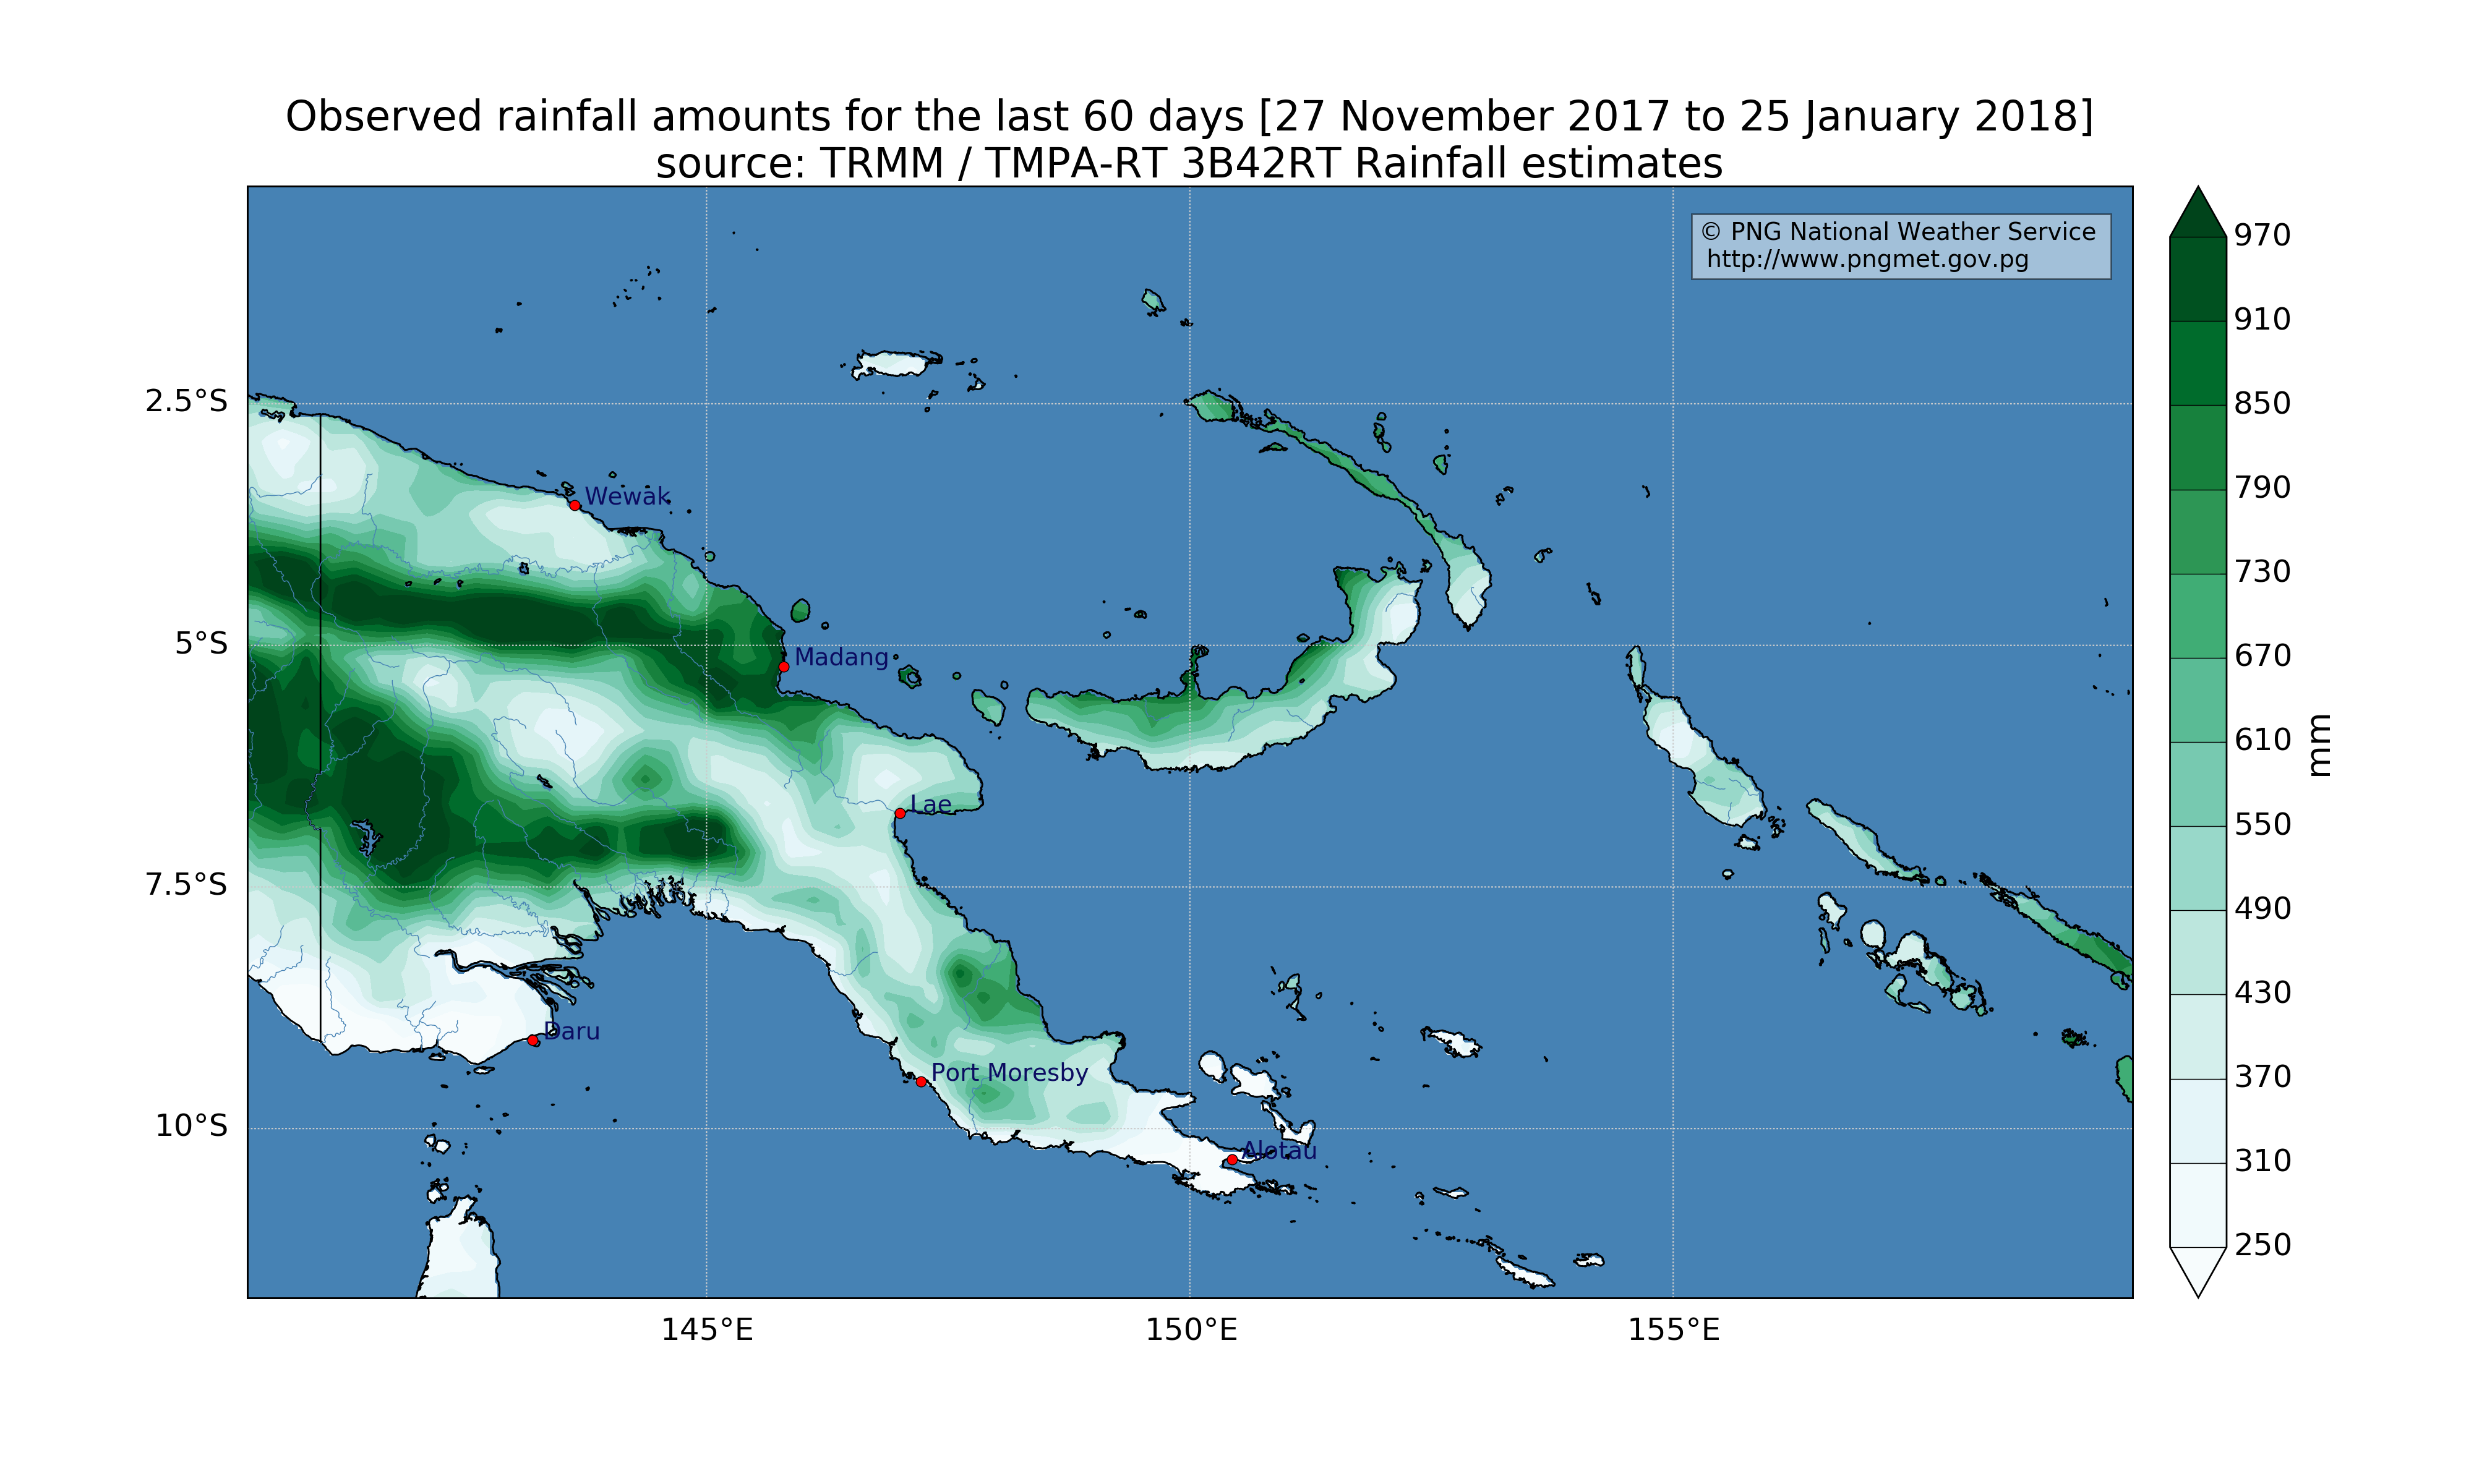 Observed rainfall amounts for the last 60 days [27 November 2017 to 25 January 2018]
source: TRMM / TMPA-RT 3B42RT Rainfall estimates
© PNG National Weather Service
http://www.pngmet.gov.pg
2.5°S
5°S
7.5°S
10°S
Wewak
Madang
Lae
Daru
Port Moresby
Alotau
145°E
150°E
155°E
970
910
850
790
730
670
610
550
490
430
370
310
250
mm